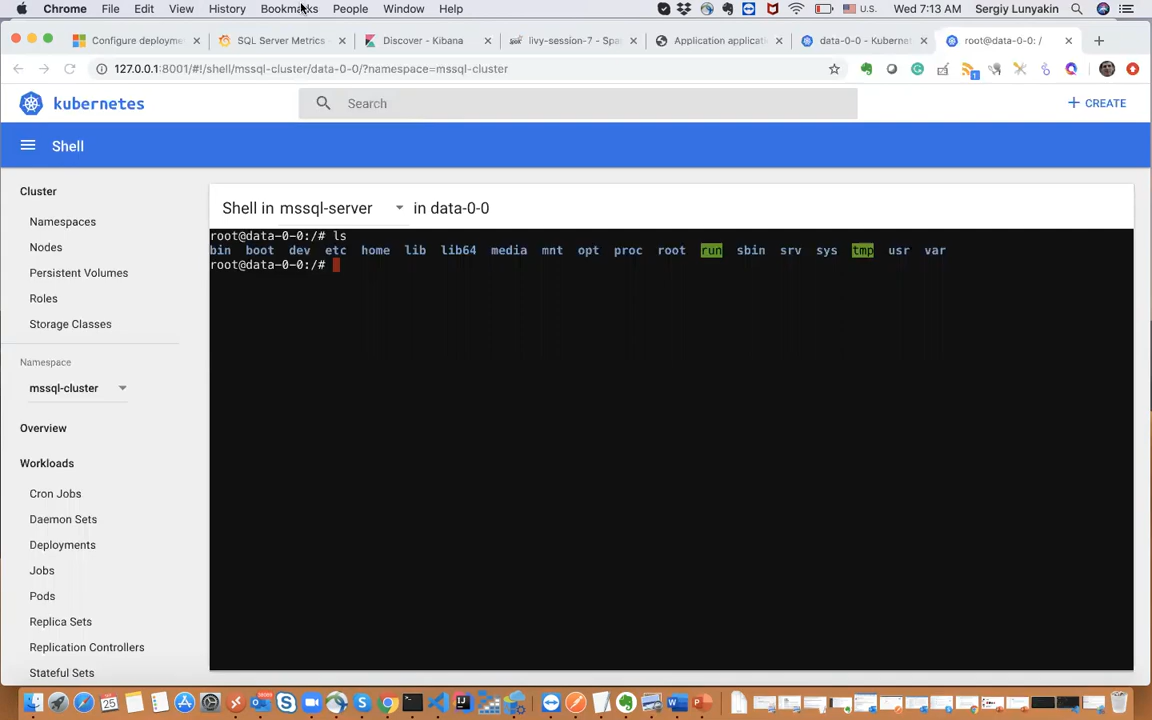 Chrome File Edit View History Bookmarks People Window Help U.S. Wed 7:13 AM Sergiy Lunyakin
Configure deployme SQL Server Metrics - Discover - Kibana livy-session-7 - Spa Application applicati data-0-0 - Kubernete root@data-0-0: /
127.0.0.1:8001/#!/shell/mssql-cluster/data-0-0/?namespace=mssql-cluster
kubernetes Search CREATE
Shell
Cluster
Namespaces
Nodes
Persistent Volumes
Roles
Storage Classes
Namespace
mssql-cluster
Overview
Workloads
Cron Jobs
Daemon Sets
Deployments
Jobs
Pods
Replica Sets
Replication Controllers
Stateful Sets
Shell in mssql-server in data-0-0
root@data-0-0:/# ls
bin boot dev etc home lib lib64 media mnt opt proc root run sbin srv sys tmp usr var
root@data-0-0:/#